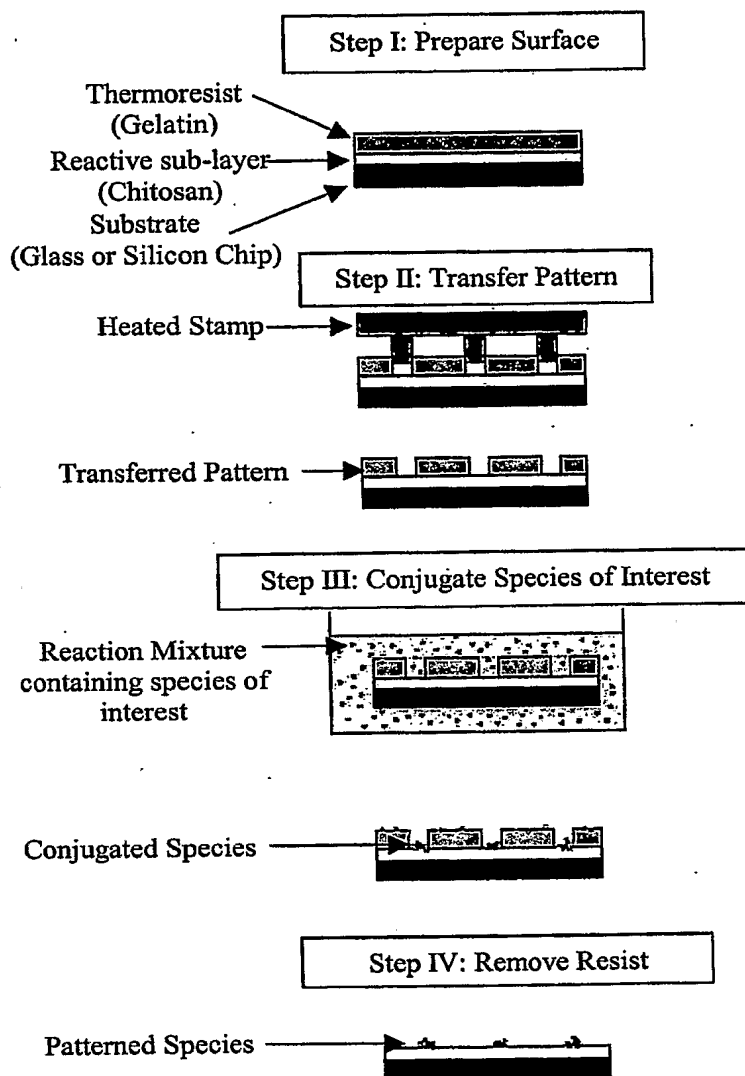 Step I: Prepare Surface
Thermoresist
(Gelatin)
Reactive sub-layer
(Chitosan)
Substrate
(Glass or Silicon Chip)
Step II: Transfer Pattern
Heated Stamp
Transferred Pattern
Step III: Conjugate Species of Interest
Reaction Mixture
containing species of
interest
Conjugated Species
Step IV: Remove Resist
Patterned Species